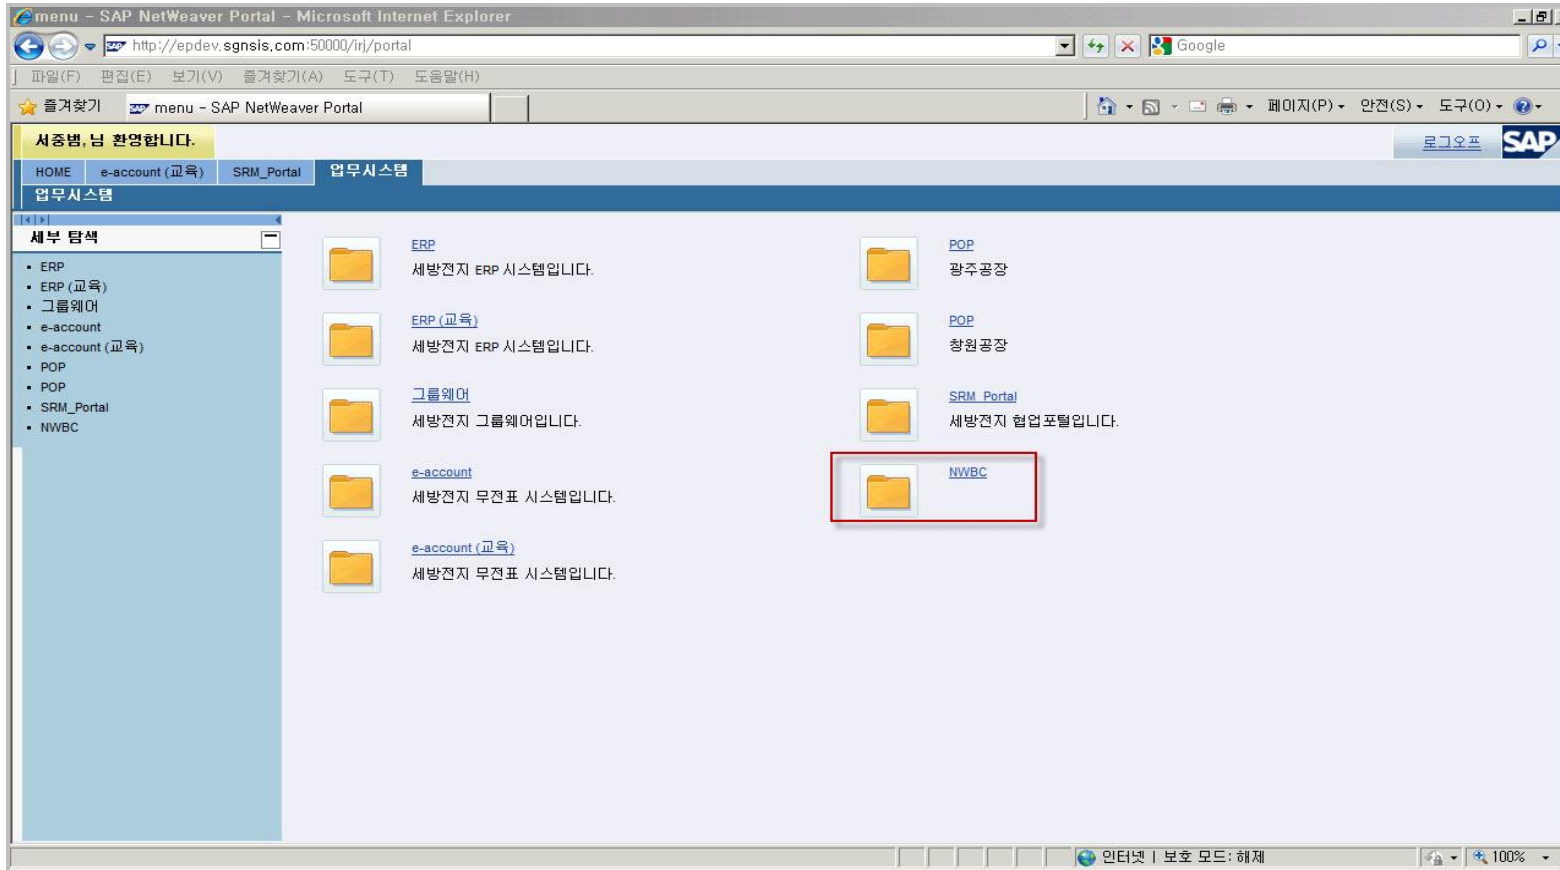 menu - SAP NetWeaver Portal - Microsoft Internet Explorer
http://epdev.sgnsis.com:50000/irj/portal
Google
파일(F) 편집(E) 보기(V) 즐겨찾기(A) 도구(T) 도움말(H)
즐겨찾기 menu - SAP NetWeaver Portal
페이지(P) 안전(S) 도구(O)
서중범,님 환영합니다.
로그오프 SAP
HOME e-account (교육) SRM_Portal 업무시스템
업무시스템
세부 탐색
ERP
ERP (교육)
그룹웨어
e-account
e-account (교육)
POP
POP
SRM_Portal
NWBC
ERP
세방전지 ERP 시스템입니다.
ERP (교육)
세방전지 ERP 시스템입니다.
그룹웨어
세방전지 그룹웨어입니다.
e-account
세방전지 무전표 시스템입니다.
e-account (교육)
세방전지 무전표 시스템입니다.
POP
광주공장
POP
창원공장
SRM_Portal
세방전지 협업포털입니다.
NWBC
인터넷 | 보호 모드: 해제
100%